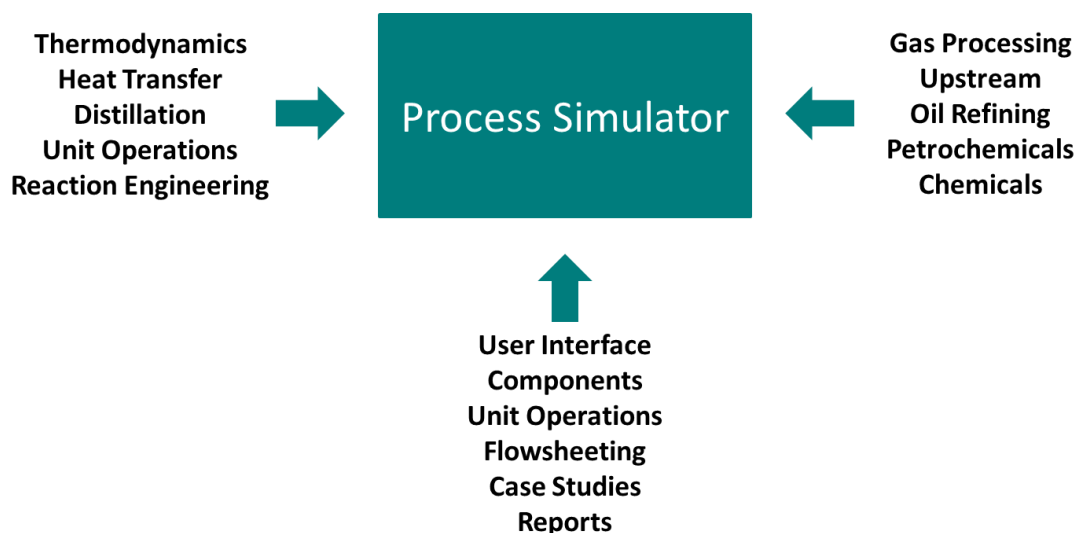 Thermodynamics
Heat Transfer
Distillation
Unit Operations
Reaction Engineering
Process Simulator
Gas Processing
Upstream
Oil Refining
Petrochemicals
Chemicals
User Interface
Components
Unit Operations
Flowsheeting
Case Studies
Reports